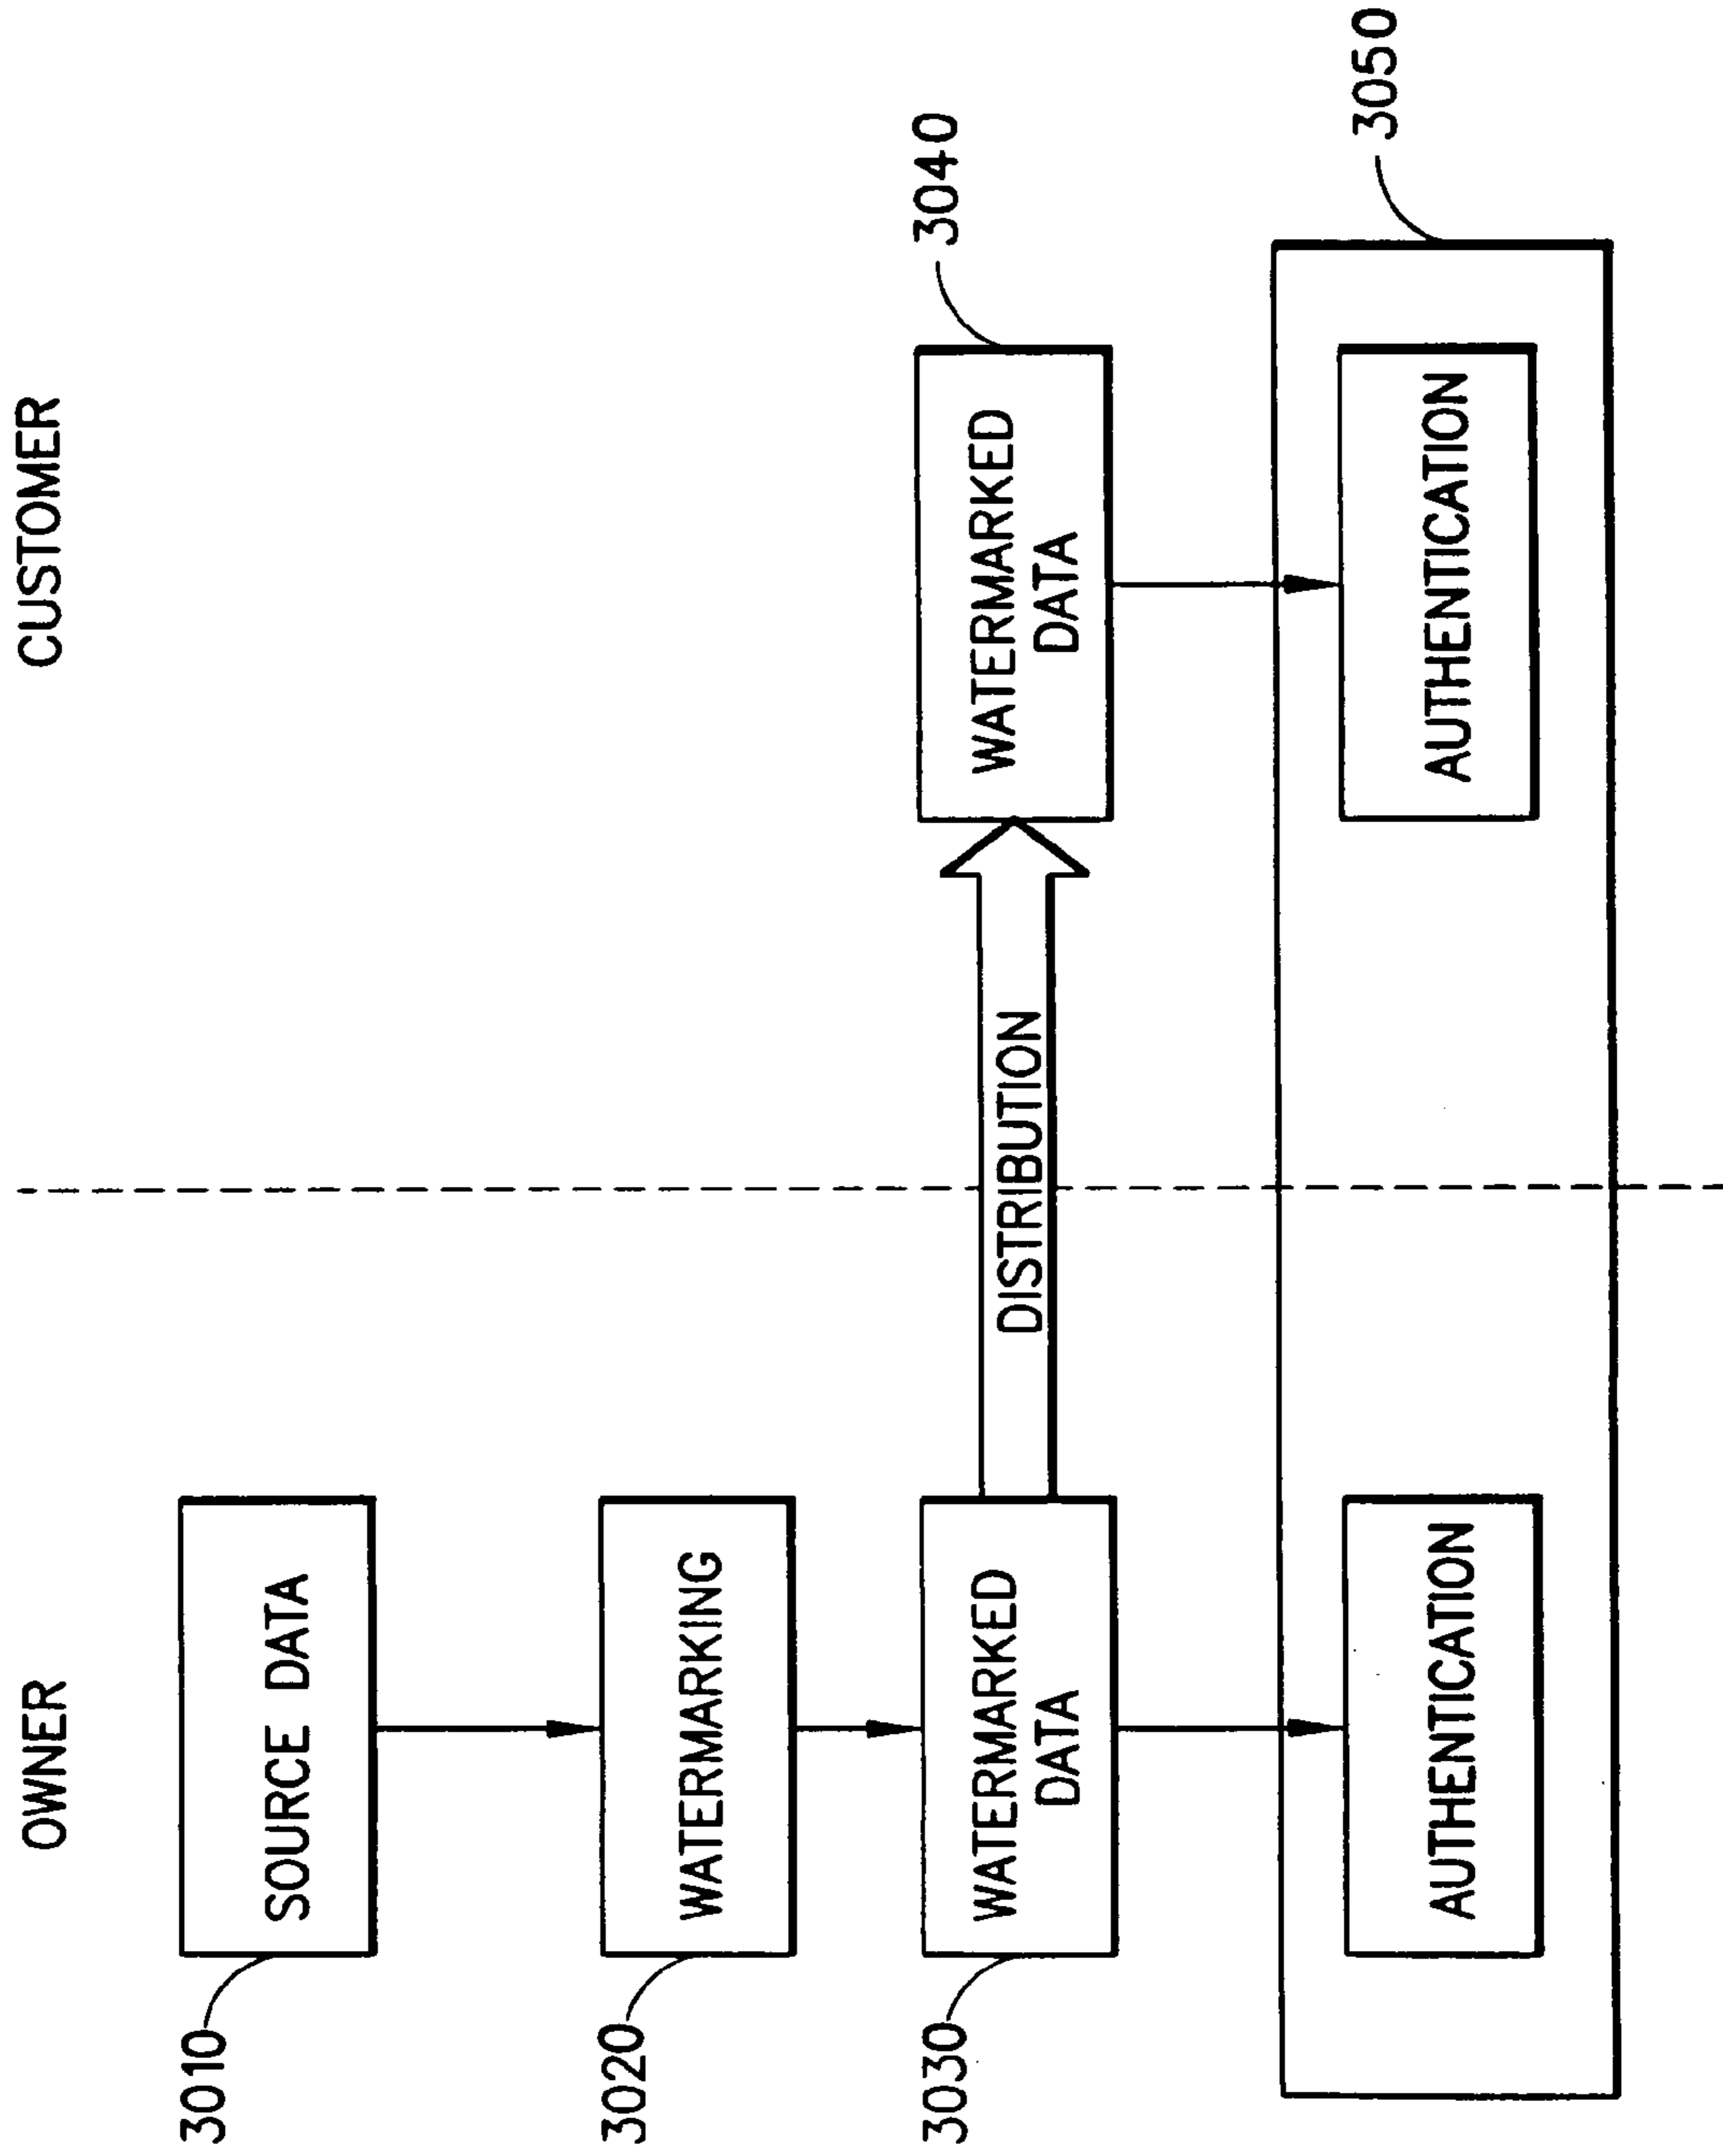 OWNER
CUSTOMER
3010
SOURCE DATA
3020
WATERMARKING
3030
WATERMARKED
DATA
DISTRIBUTION
WATERMARKED
DATA
3040
AUTHENTICATION
AUTHENTICATION
3050